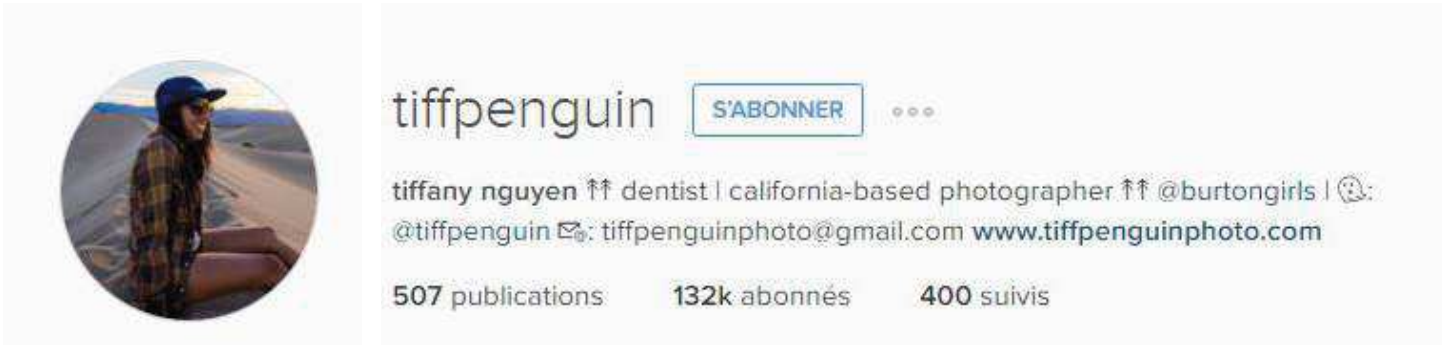 tiffpenguin S'ABONNER
tiffany nguyen ⇈ dentist | california-based photographer ⇈ @burtongirls | :
@tiffpenguin : tiffpenguinphoto@gmail.com www.tiffpenguinphoto.com
507 publications 132k abonnés 400 suivis